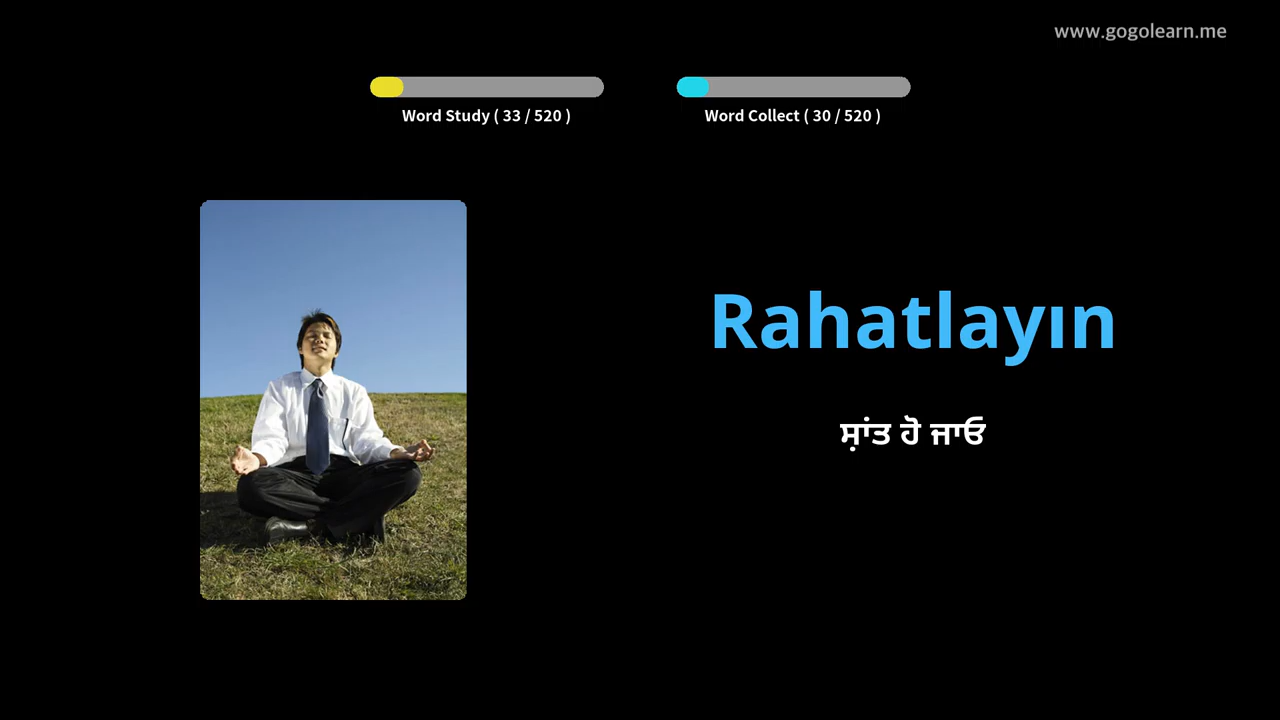 www.gogolearn.me
Word Study ( 33 / 520 )
Word Collect ( 30 / 520 )
Rahatlayın
ਸ਼ਾਂਤ ਹੋ ਜਾਓ